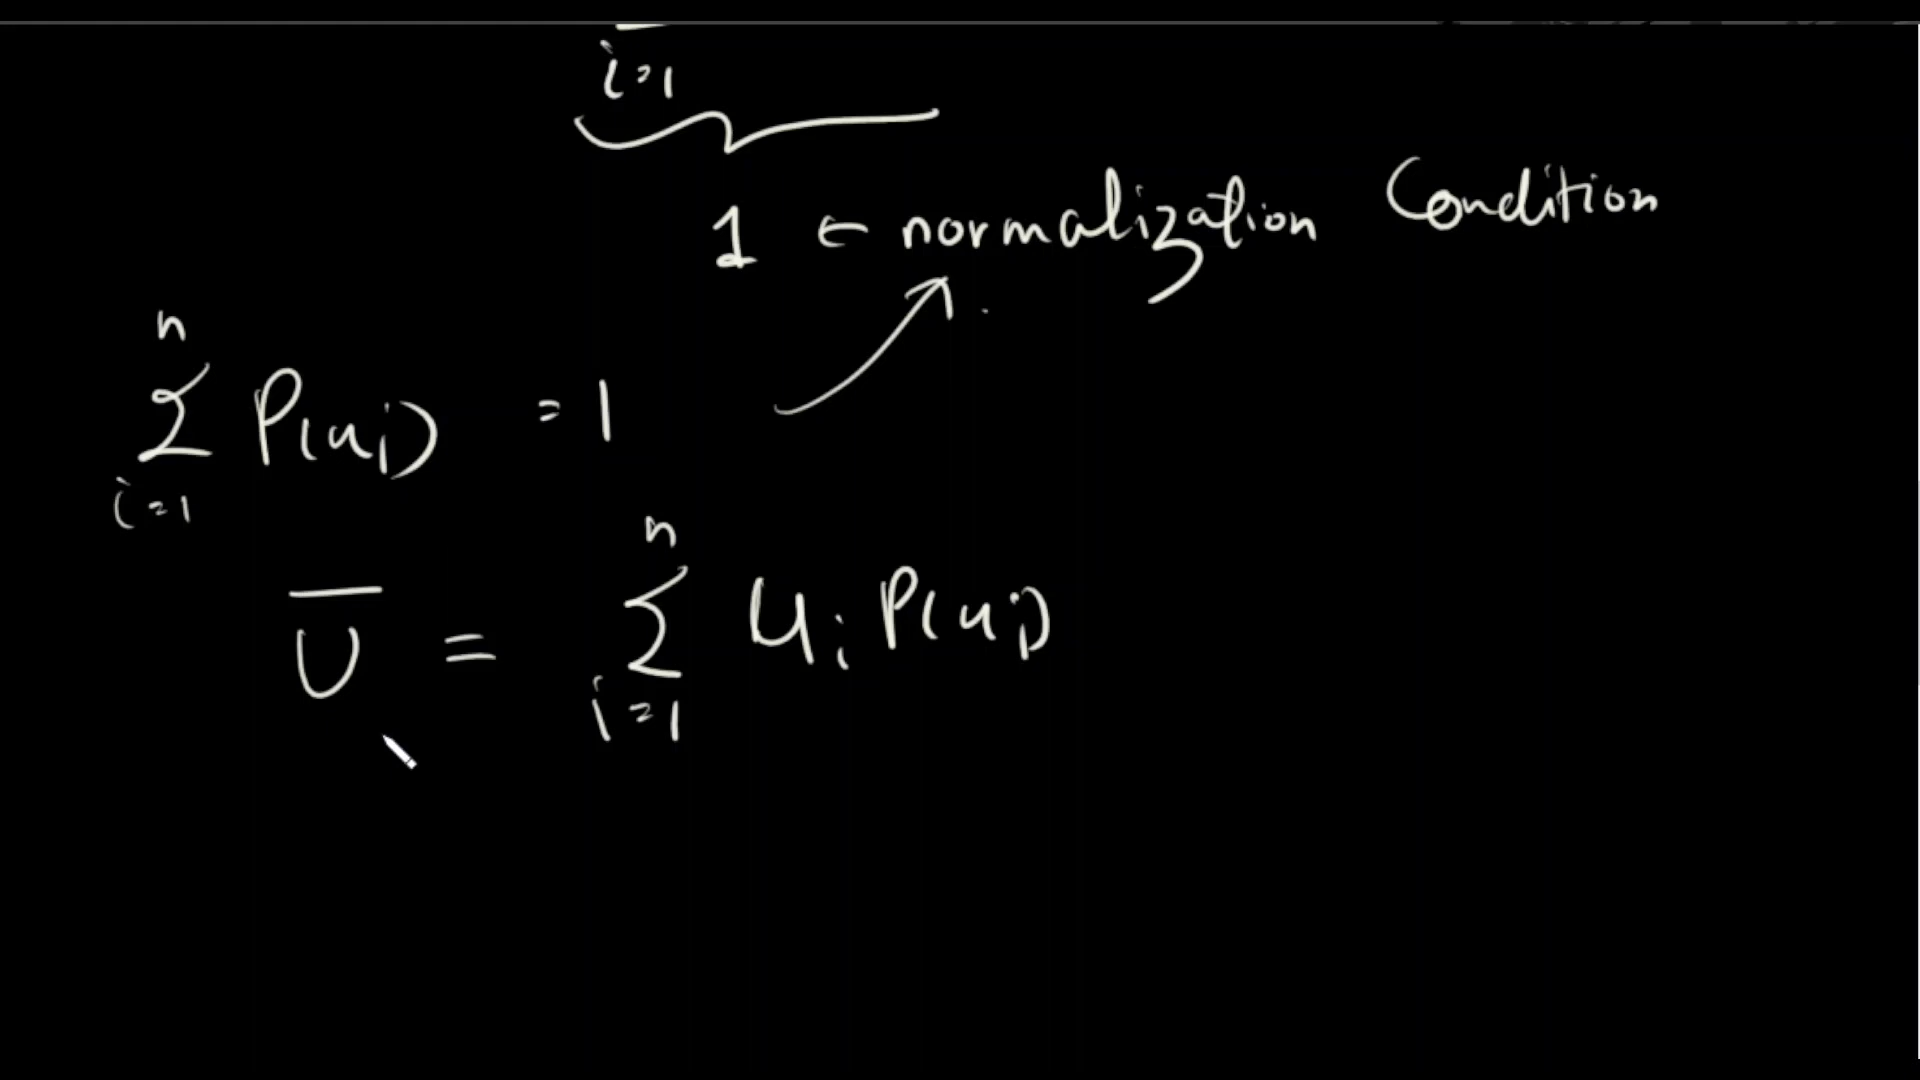 i=1
1 ← normalization Condition
n
Σ P(ui) = 1
i=1
n
U̅ = Σ ui P(ui)
i=1